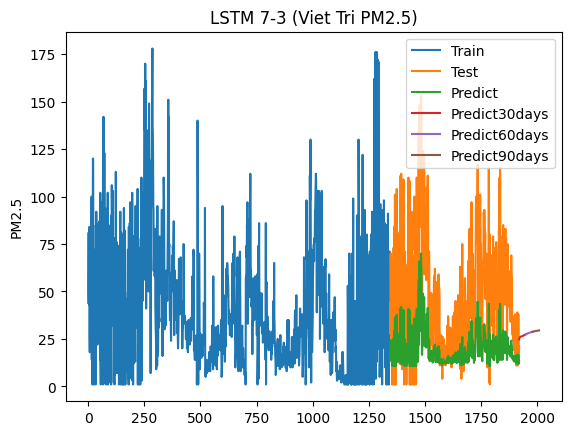 LSTM 7-3 (Viet Tri PM2.5)
Train
Test
Predict
Predict30days
Predict60days
Predict90days
PM2.5
175
150
125
100
75
50
25
0
0 250 500 750 1000 1250 1500 1750 2000